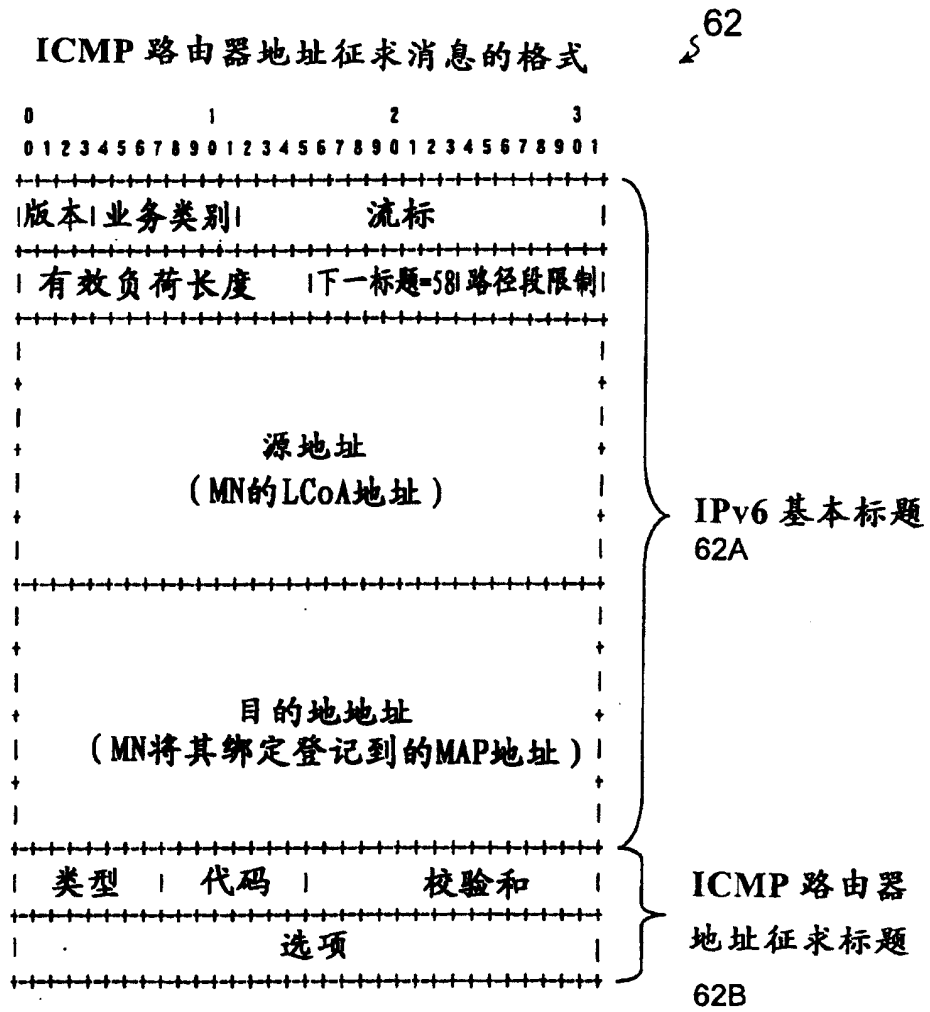 62
ICMP 路由器地址征求消息的格式
0 1 2 3
0 1 2 3 4 5 6 7 8 9 0 1 2 3 4 5 6 7 8 9 0 1 2 3 4 5 6 7 8 9 0 1
版本 业务类别 流标
有效负荷长度 下一标题=58 路径段限制
源地址
(MN的LCoA地址)
目的地地址
(MN将其绑定登记到的MAP地址)
IPv6 基本标题
62A
类型 代码 校验和
选项
ICMP 路由器
地址征求标题
62B